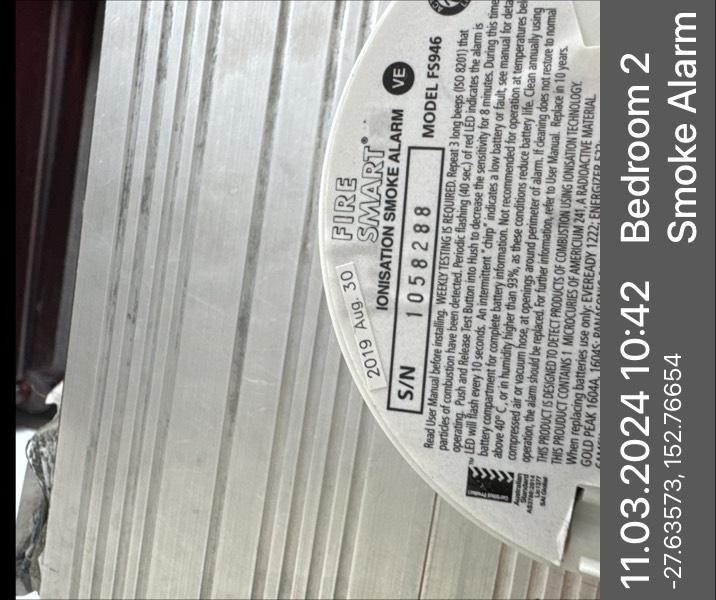 2019 Aug. 30
FIRE
SMART®
IONISATION SMOKE ALARM
VE
S/N 1058288
MODEL FS946
Read User Manual before installing. WEEKLY TESTING IS REQUIRED. Repeat 3 long beeps (ISO 8201) that
particles of combustion have been detected. Periodic flashing (40 sec.) of red LED indicates the alarm is
operating. Push and Release Test Button into Hush to decrease the sensitivity for 8 minutes. During this time
LED will flash every 10 seconds. An intermittent "chirp" indicates a low battery or fault, see manual for
battery compartment for complete battery information. Not recommended for operation at temperatures
above 40° C, or in humidity higher than 93%, as these conditions reduce battery life. Clean annually using
compressed air or vacuum hose, at openings around perimeter of alarm. If cleaning does not restore to normal
operation, the alarm should be replaced. For further information, refer to User Manual. Replace in 10 years.
THIS PRODUCT IS DESIGNED TO DETECT PRODUCTS OF COMBUSTION USING IONISATION TECHNOLOGY.
THIS PROUDUCT CONTAINS 1 MICROCURIES OF AMERICIUM 241, A RADIOACTIVE MATERIAL
When replacing batteries use only: EVEREADY 1222; ENERGIZER 522;
GOLD PEAK 1604A, 1604S;
Certified Product
Australian
Standard
AS3786:2014
SAI Global
11.03.2024 10:42 Bedroom 2
-27.63573, 152.76654 Smoke Alarm